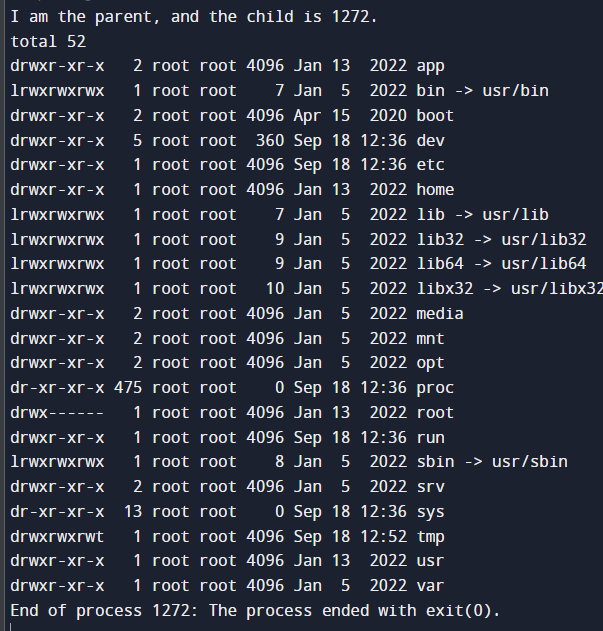 I am the parent, and the child is 1272.
total 52
drwxr-xr-x   2 root root 4096 Jan 13  2022 app
lrwxrwxrwx   1 root root    7 Jan  5  2022 bin -> usr/bin
drwxr-xr-x   2 root root 4096 Apr 15  2020 boot
drwxr-xr-x   5 root root  360 Sep 18 12:36 dev
drwxr-xr-x   1 root root 4096 Sep 18 12:36 etc
drwxr-xr-x   1 root root 4096 Jan 13  2022 home
lrwxrwxrwx   1 root root    7 Jan  5  2022 lib -> usr/lib
lrwxrwxrwx   1 root root    9 Jan  5  2022 lib32 -> usr/lib32
lrwxrwxrwx   1 root root    9 Jan  5  2022 lib64 -> usr/lib64
lrwxrwxrwx   1 root root   10 Jan  5  2022 libx32 -> usr/libx32
drwxr-xr-x   2 root root 4096 Jan  5  2022 media
drwxr-xr-x   2 root root 4096 Jan  5  2022 mnt
drwxr-xr-x   2 root root 4096 Jan  5  2022 opt
dr-xr-xr-x 475 root root    0 Sep 18 12:36 proc
drwx------   1 root root 4096 Jan 13  2022 root
drwxr-xr-x   1 root root 4096 Sep 18 12:36 run
lrwxrwxrwx   1 root root    8 Jan  5  2022 sbin -> usr/sbin
drwxr-xr-x   2 root root 4096 Jan  5  2022 srv
dr-xr-xr-x  13 root root    0 Sep 18 12:36 sys
drwxrwxrwt   1 root root 4096 Sep 18 12:52 tmp
drwxr-xr-x   1 root root 4096 Jan 13  2022 usr
drwxr-xr-x   1 root root 4096 Jan  5  2022 var
End of process 1272: The process ended with exit(0).